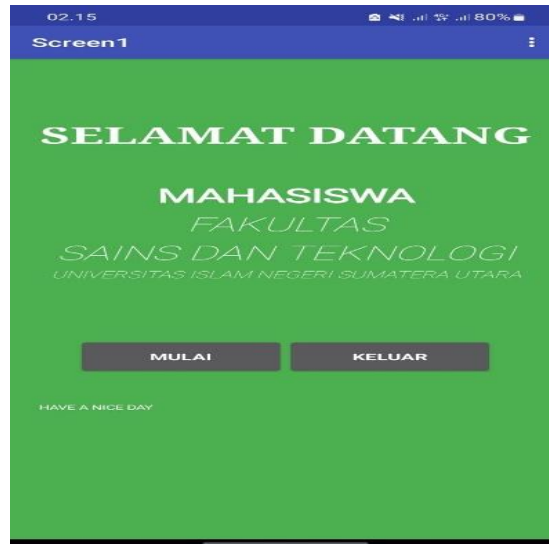 02.15 80%
Screen1
SELAMAT DATANG
MAHASISWA
FAKULTAS
SAINS DAN TEKNOLOGI
UNIVERSITAS ISLAM NEGERI SUMATERA UTARA
MULAI KELUAR
HAVE A NICE DAY